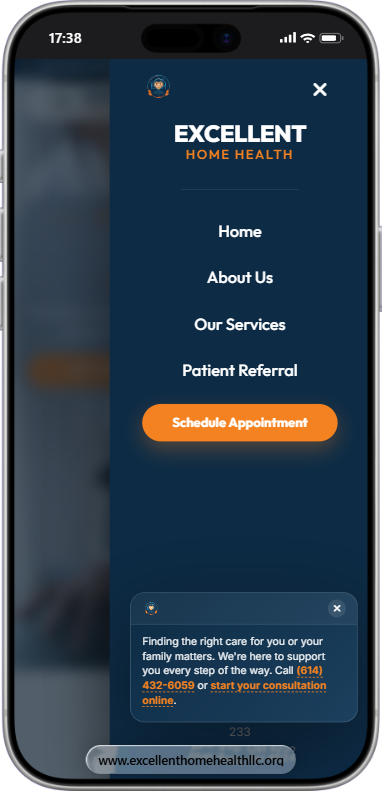 17:38
EXCELLENT
HOME HEALTH
Home
About Us
Our Services
Patient Referral
Schedule Appointment
Finding the right care for you or your
family matters. We're here to support
you every step of the way. Call (614)
432-6059 or start your consultation
online.
233
www.excellenthomehealthllc.org